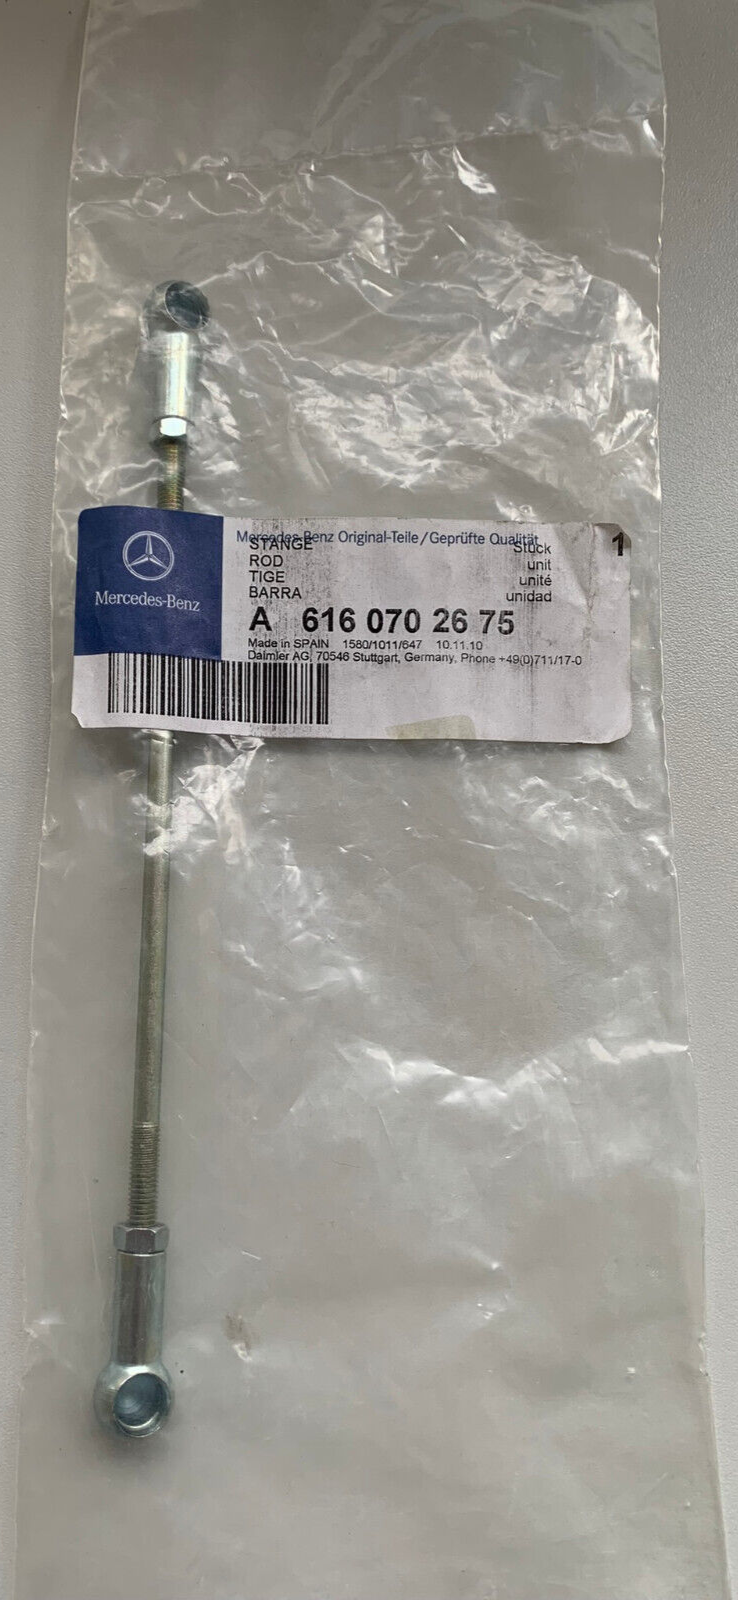 Mercedes-Benz Original-Teile/Geprüfte Qualität
STANGE Stück 1
ROD unit
TIGE unité
BARRA unidad
Mercedes-Benz
A 616 070 26 75
Made in SPAIN 1580/1011/647 10.11.10
Daimler AG, 70546 Stuttgart, Germany, Phone +49(0)711/17-0